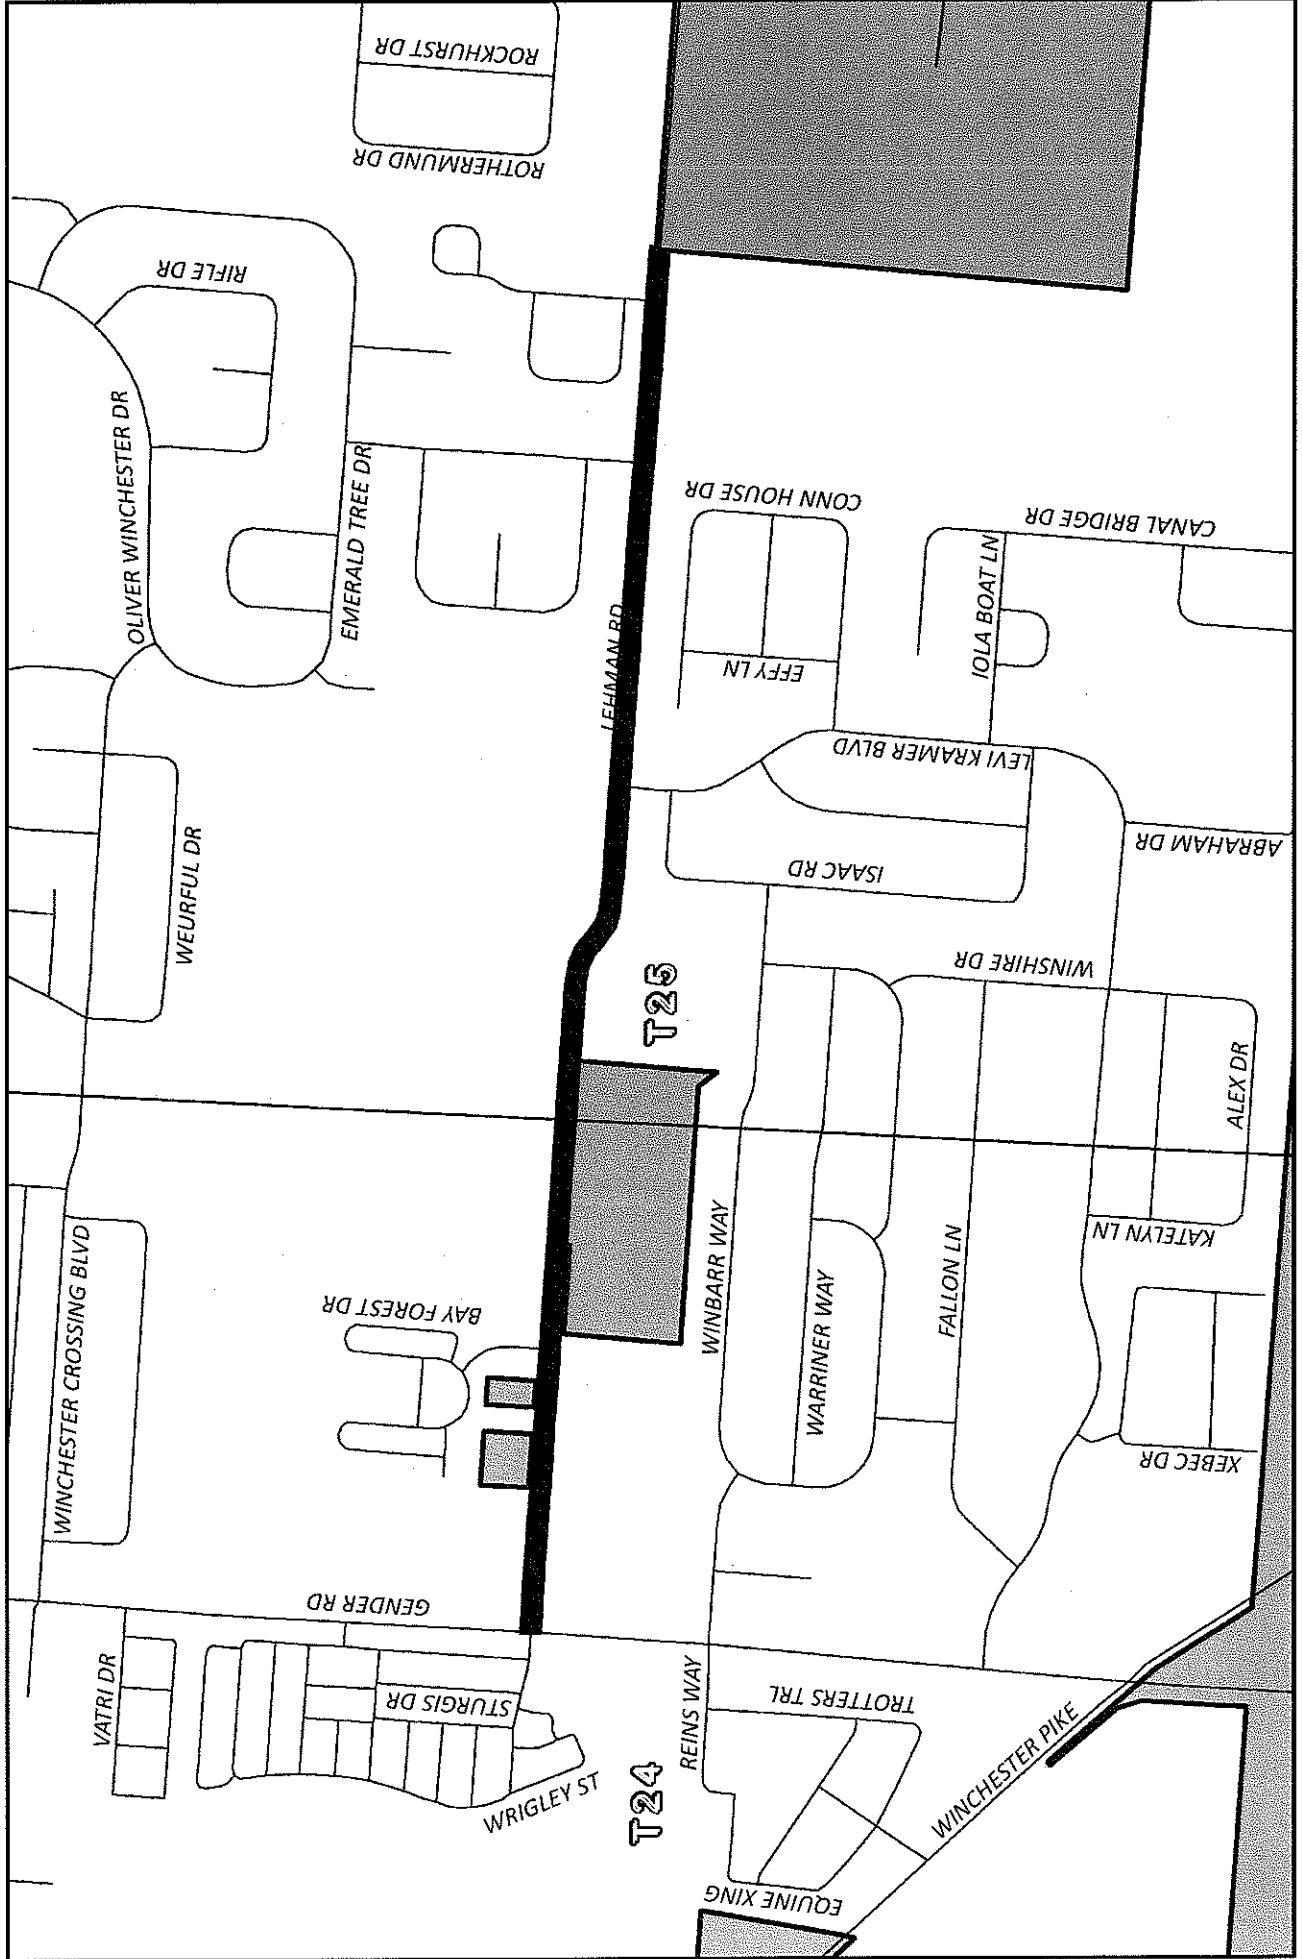 ROCKHURST DR
ROTHERMUND DR
RIFLE DR
OLIVER WINCHESTER DR
EMERALD TREE DR
CONN HOUSE DR
CANAL BRIDGE DR
IOLA BOAT LN
LEHMAN RD
EFFY LN
LEVI KRAMER BLVD
WEURFUL DR
ISAAC RD
ABRAHAM DR
WINSHIRE DR
T25
ALEX DR
WINCHESTER CROSSING BLVD
BAY FOREST DR
WINBARR WAY
WARRINER WAY
FALLON LN
KATELYN LN
XEBEC DR
GENDER RD
VATRI DR
STURGIS DR
REINS WAY
TROTTERS TRL
WRIGLEY ST
T24
WINCHESTER PIKE
EQUINE XING